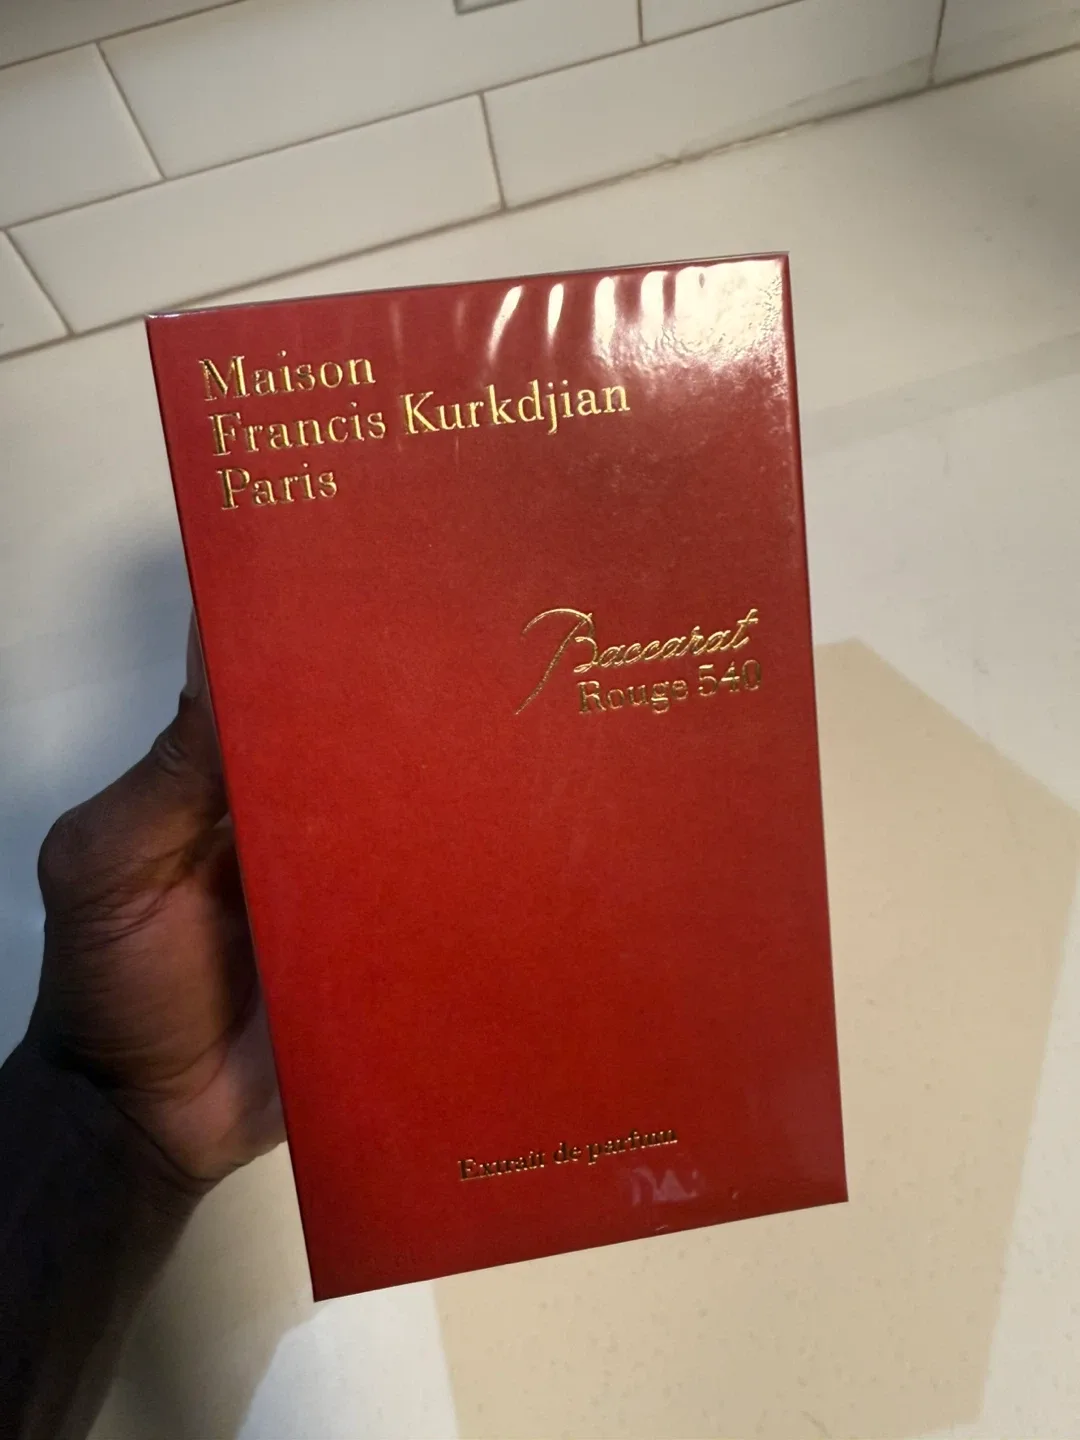 Maison
Francis Kurkdjian
Paris
Baccarat
Rouge 540
Extrait de parfum